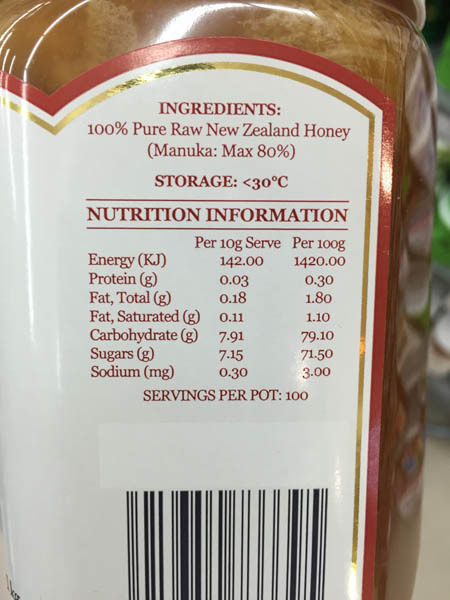 INGREDIENTS:
100% Pure Raw New Zealand Honey
(Manuka: Max 80%)
STORAGE: <30°C
NUTRITION INFORMATION
Per 10g Serve Per 100g
Energy (KJ) 142.00 1420.00
Protein (g) 0.03 0.30
Fat, Total (g) 0.18 1.80
Fat, Saturated (g) 0.11 1.10
Carbohydrate (g) 7.91 79.10
Sugars (g) 7.15 71.50
Sodium (mg) 0.30 3.00
SERVINGS PER POT: 100